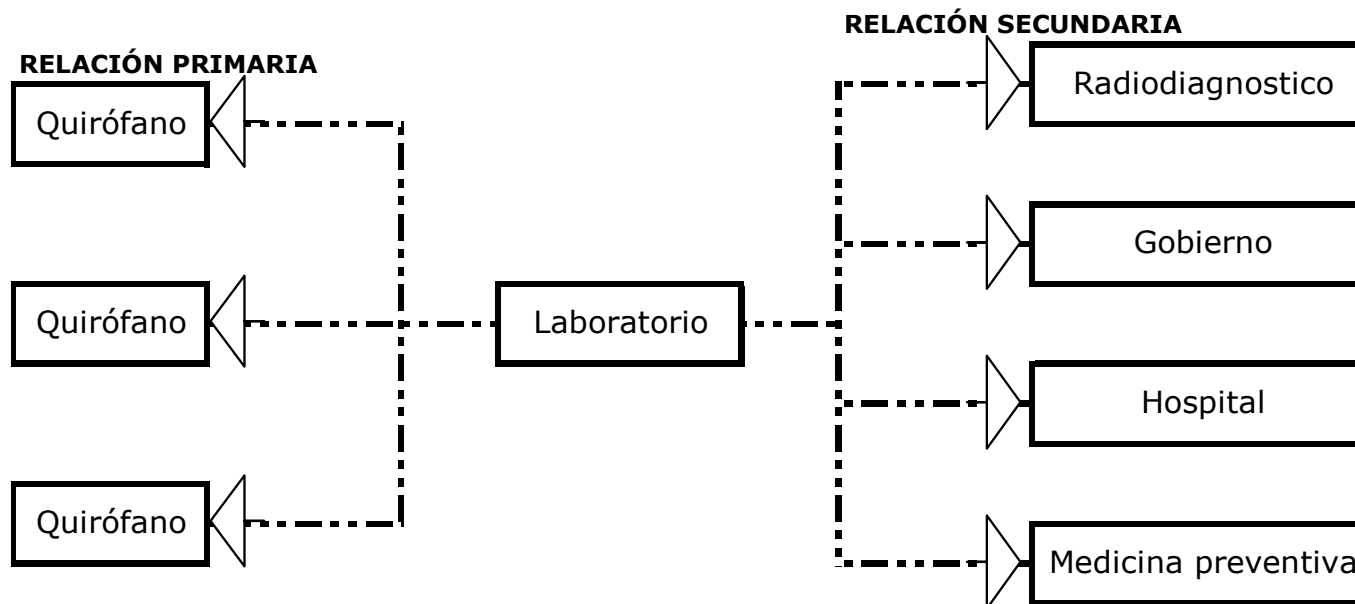 RELACIÓN PRIMARIA
Quirófano
Quirófano
Quirófano
Laboratorio
RELACIÓN SECUNDARIA
Radiodiagnostico
Gobierno
Hospital
Medicina preventiva